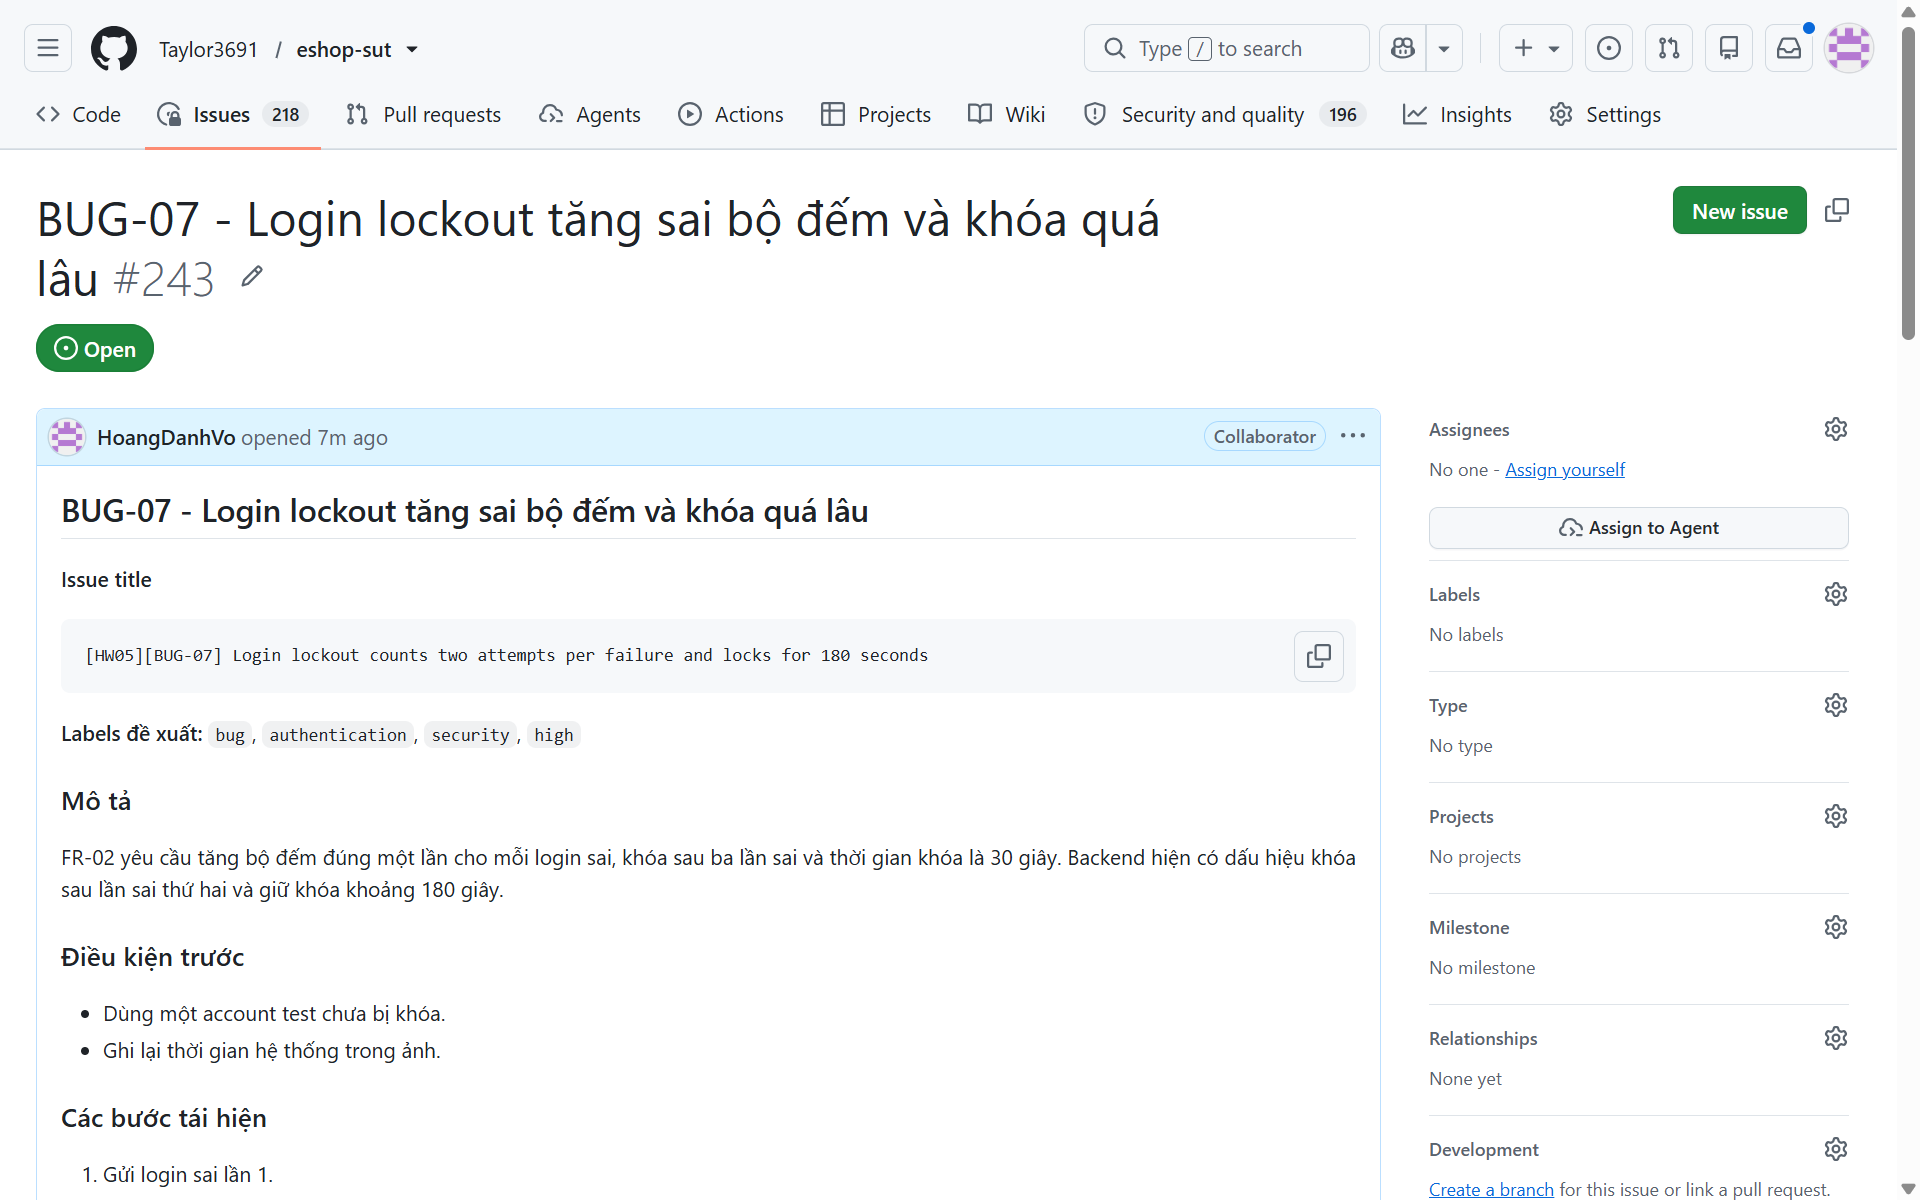 Taylor3691 / eshop-sut
Type / to search
Code
Issues 218
Pull requests
Agents
Actions
Projects
Wiki
Security and quality 196
Insights
Settings
BUG-07 - Login lockout tăng sai bộ đếm và khóa quá
lâu #243
New issue
Open
HoangDanhVo opened 7m ago
Collaborator
BUG-07 - Login lockout tăng sai bộ đếm và khóa quá lâu
Issue title
[HW05][BUG-07] Login lockout counts two attempts per failure and locks for 180 seconds
Labels đề xuất: bug, authentication, security, high
Mô tả
FR-02 yêu cầu tăng bộ đếm đúng một lần cho mỗi login sai, khóa sau ba lần sai và thời gian khóa là 30 giây. Backend hiện có dấu hiệu khóa
sau lần sai thứ hai và giữ khóa khoảng 180 giây.
Điều kiện trước
Dùng một account test chưa bị khóa.
Ghi lại thời gian hệ thống trong ảnh.
Các bước tái hiện
1. Gửi login sai lần 1.
Assignees
No one - Assign yourself
Assign to Agent
Labels
No labels
Type
No type
Projects
No projects
Milestone
No milestone
Relationships
None yet
Development
Create a branch for this issue or link a pull request.